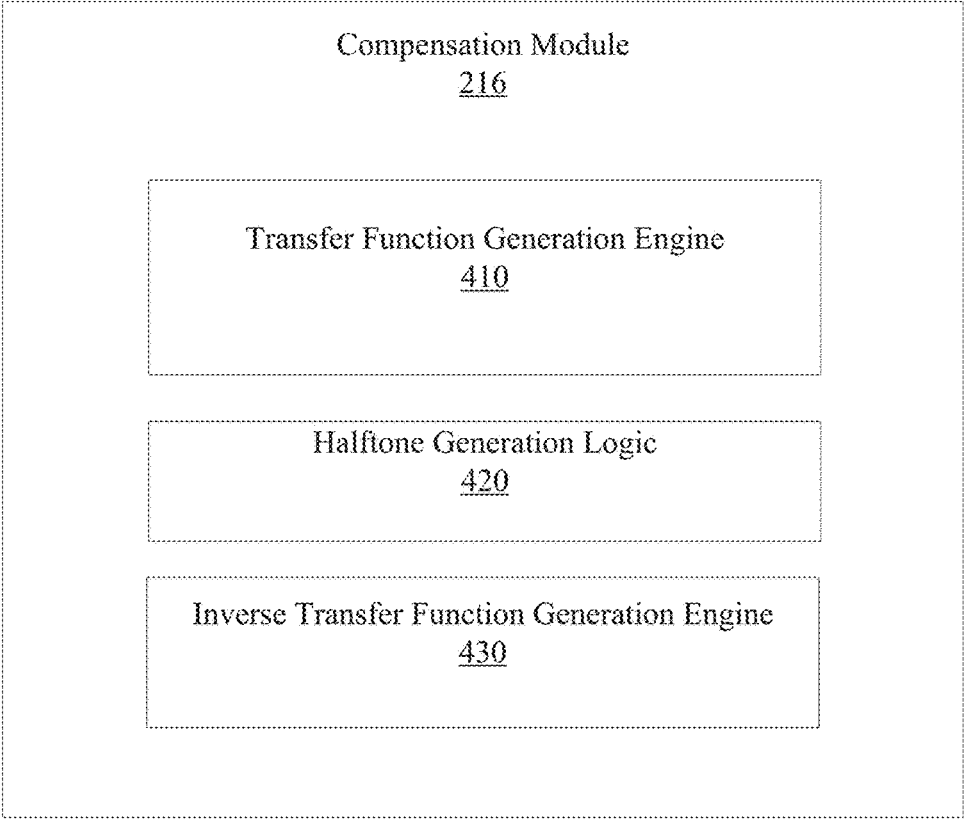 Compensation Module
216
Transfer Function Generation Engine
410
Halftone Generation Logic
420
Inverse Transfer Function Generation Engine
430